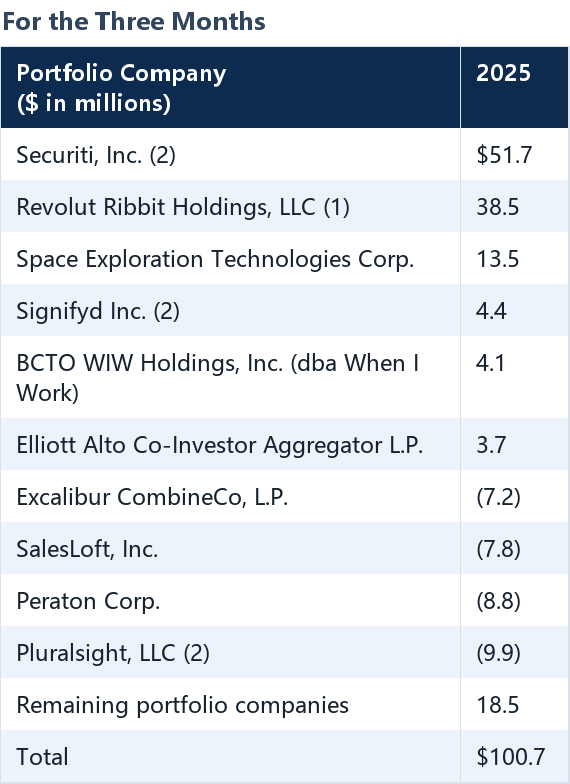 For the Three Months
Portfolio Company 2025
($ in millions)
Securiti, Inc. (2) $51.7
Revolut Ribbit Holdings, LLC (1) 38.5
Space Exploration Technologies Corp. 13.5
Signifyd Inc. (2) 4.4
BCTO WIW Holdings, Inc. (dba When I 4.1
Work)
Elliott Alto Co-Investor Aggregator L.P. 3.7
Excalibur CombineCo, L.P. (7.2)
SalesLoft, Inc. (7.8)
Peraton Corp. (8.8)
Pluralsight, LLC (2) (9.9)
Remaining portfolio companies 18.5
Total $100.7